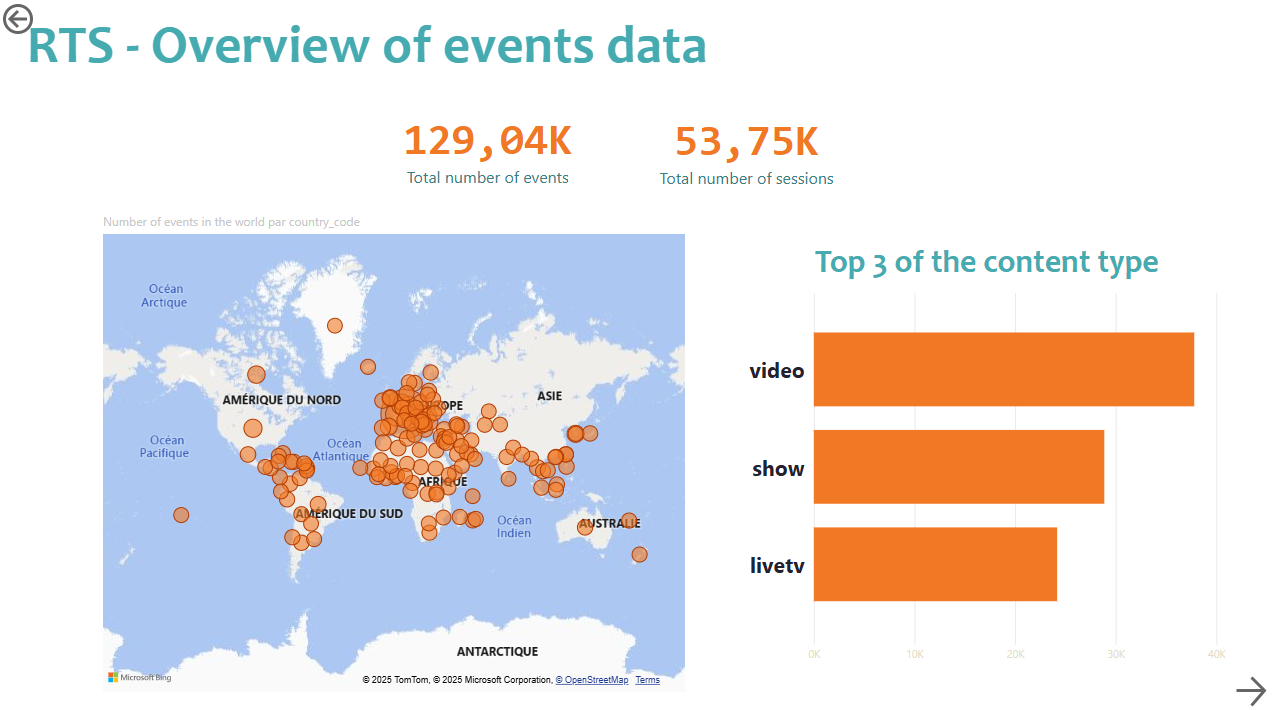 RTS - Overview of events data
129,04K
Total number of events
53,75K
Total number of sessions
Number of events in the world par country_code
Océan
Arctique
AMÉRIQUE DU NORD
OPE
ASIE
Océan
Pacifique
Océan
Atlantique
AFRIQUE
AMÉRIQUE DU SUD
Océan
Indien
AUSTRALIE
ANTARCTIQUE
Microsoft Bing
© 2025 TomTom, © 2025 Microsoft Corporation, © OpenStreetMap Terms
Top 3 of the content type
video
show
livetv
0K 10K 20K 30K 40K